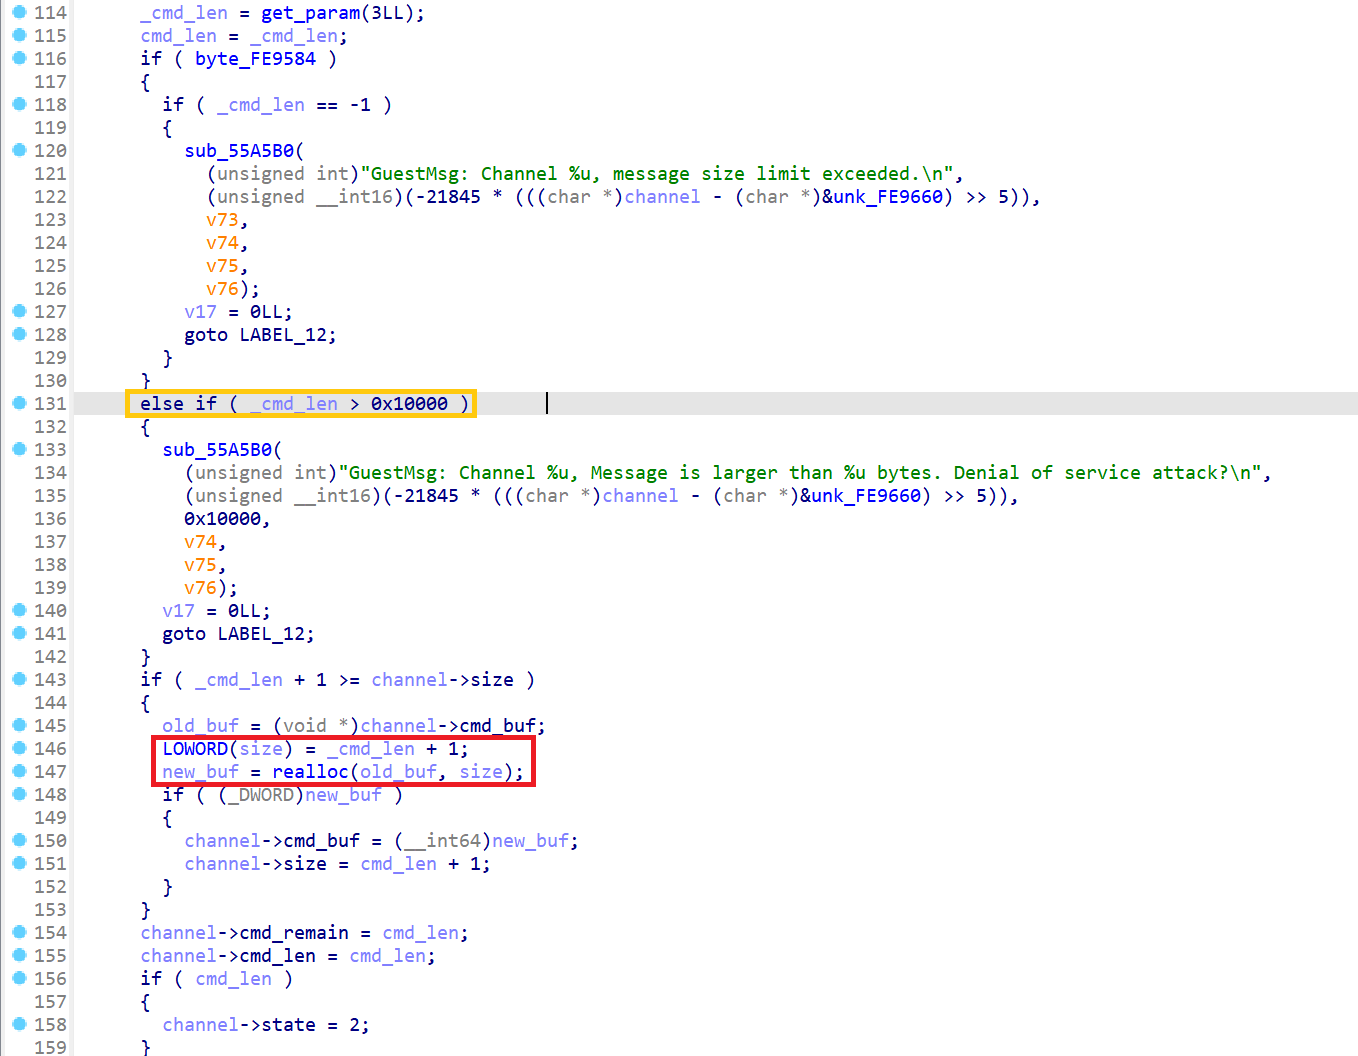 114 _cmd_len = get_param(3LL);
115 cmd_len = _cmd_len;
116 if ( byte_FE9584 )
117 {
118 if ( _cmd_len == -1 )
119 {
120 sub_55A5B0(
121 (unsigned int)"GuestMsg: Channel %u, message size limit exceeded.\n",
122 (unsigned __int16)(-21845 * (((char *)channel - (char *)&unk_FE9660) >> 5)),
123 v73,
124 v74,
125 v75,
126 v76);
127 v17 = 0LL;
128 goto LABEL_12;
129 }
130 }
131 else if ( _cmd_len > 0x10000 )
132 {
133 sub_55A5B0(
134 (unsigned int)"GuestMsg: Channel %u, Message is larger than %u bytes. Denial of service attack?\n",
135 (unsigned __int16)(-21845 * (((char *)channel - (char *)&unk_FE9660) >> 5)),
136 0x10000,
137 v74,
138 v75,
139 v76);
140 v17 = 0LL;
141 goto LABEL_12;
142 }
143 if ( _cmd_len + 1 >= channel->size )
144 {
145 old_buf = (void *)channel->cmd_buf;
146 LOWORD(size) = _cmd_len + 1;
147 new_buf = realloc(old_buf, size);
148 if ( (_DWORD)new_buf )
149 {
150 channel->cmd_buf = (__int64)new_buf;
151 channel->size = cmd_len + 1;
152 }
153 }
154 channel->cmd_remain = cmd_len;
155 channel->cmd_len = cmd_len;
156 if ( cmd_len )
157 {
158 channel->state = 2;
159 }